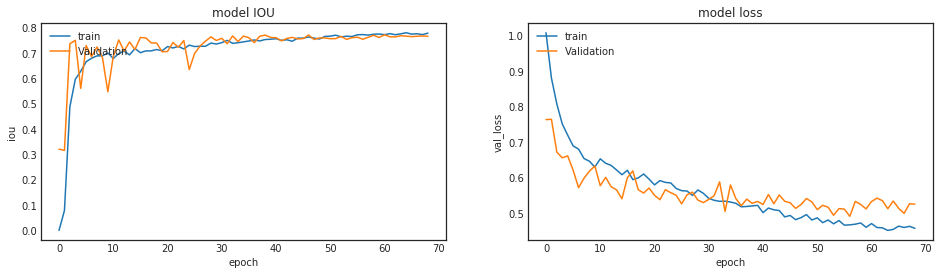 model IOU
train
Validation
0.8
0.7
0.6
0.5
0.4
0.3
0.2
0.1
0.0
iou
0 10 20 30 40 50 60 70
epoch
model loss
train
Validation
1.0
0.9
0.8
0.7
0.6
0.5
val_loss
0 10 20 30 40 50 60 70
epoch